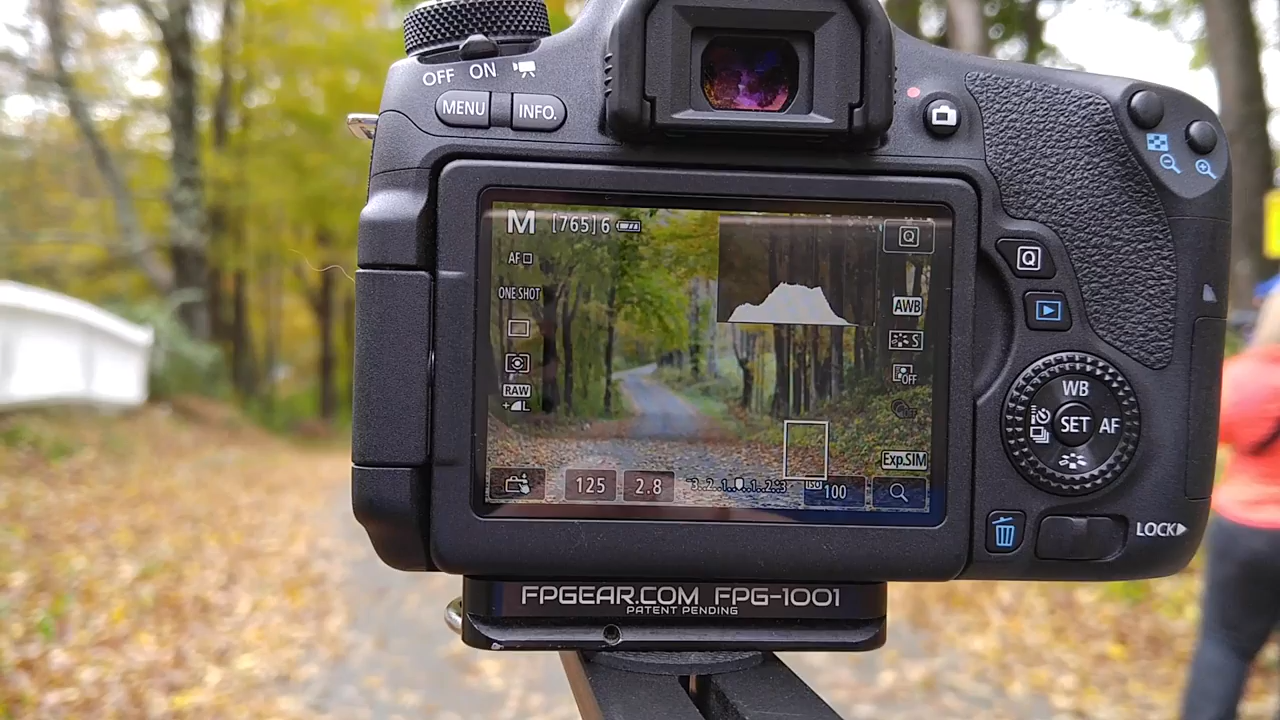 OFF ON
MENU INFO.
M [765] 6
AF
ONE SHOT
RAW
+ L
Q
AWB
S
OFF
Exp.SIM
125 2.8 -3..2..1..0..1..2..+3 ISO 100
Q
WB
SET AF
LOCK
FPGEAR.COM FPG-1001
PATENT PENDING